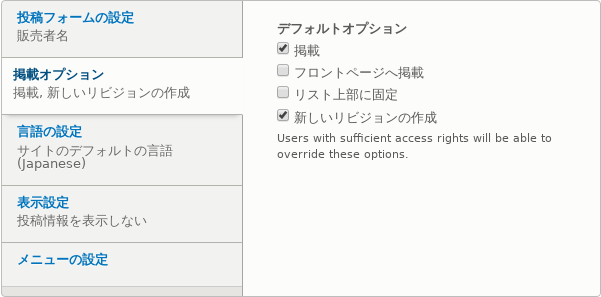 投稿フォームの設定
販売者名
掲載オプション
掲載, 新しいリビジョンの作成
言語の設定
サイトのデフォルトの言語
(Japanese)
表示設定
投稿情報を表示しない
メニューの設定
デフォルトオプション
掲載
フロントページへ掲載
リスト上部に固定
新しいリビジョンの作成
Users with sufficient access rights will be able to
override these options.